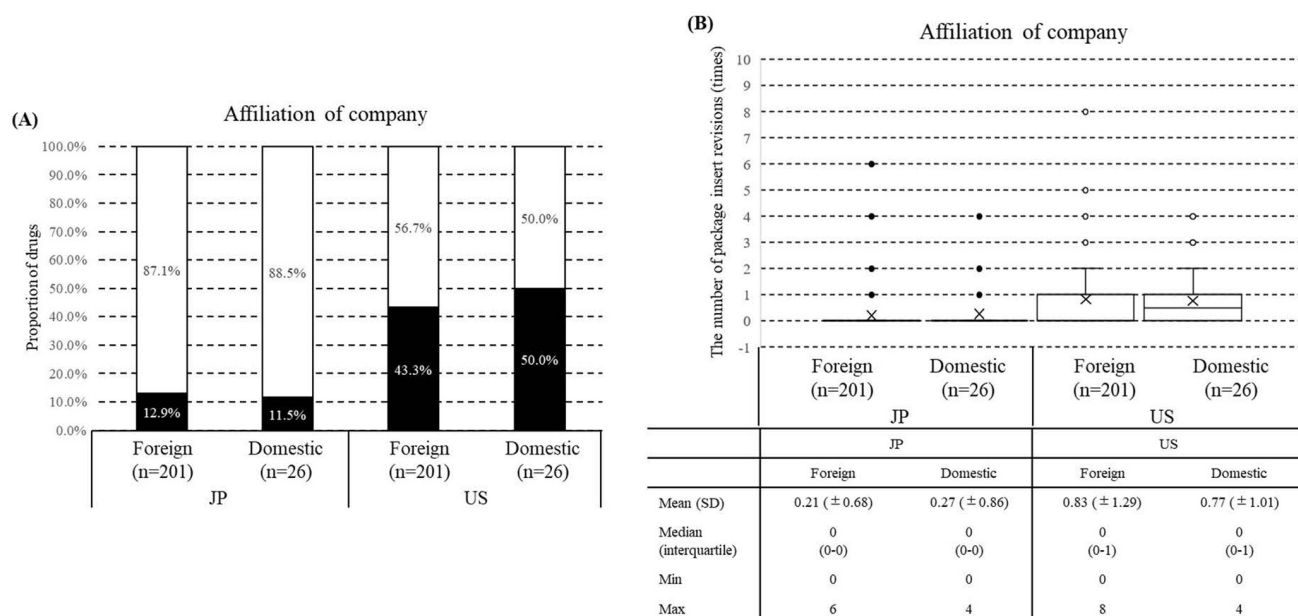 (A)
Affiliation of company
Proportion of drugs
100.0%
90.0%
80.0%
70.0%
60.0%
50.0%
40.0%
30.0%
20.0%
10.0%
0.0%
87.1%
88.5%
56.7%
50.0%
12.9%
11.5%
43.3%
50.0%
Foreign Domestic Foreign Domestic
(n=201) (n=26) (n=201) (n=26)
JP US
(B)
Affiliation of company
The number of package insert revisions (times)
10
9
8
7
6
5
4
3
2
1
0
-1
Foreign Domestic Foreign Domestic
(n=201) (n=26) (n=201) (n=26)
JP US
JP US
Foreign Domestic Foreign Domestic
Mean (SD) 0.21 (±0.68) 0.27 (±0.86) 0.83 (±1.29) 0.77 (±1.01)
Median 0 0 0 0
(interquartile) (0-0) (0-0) (0-1) (0-1)
Min 0 0 0 0
Max 6 4 8 4